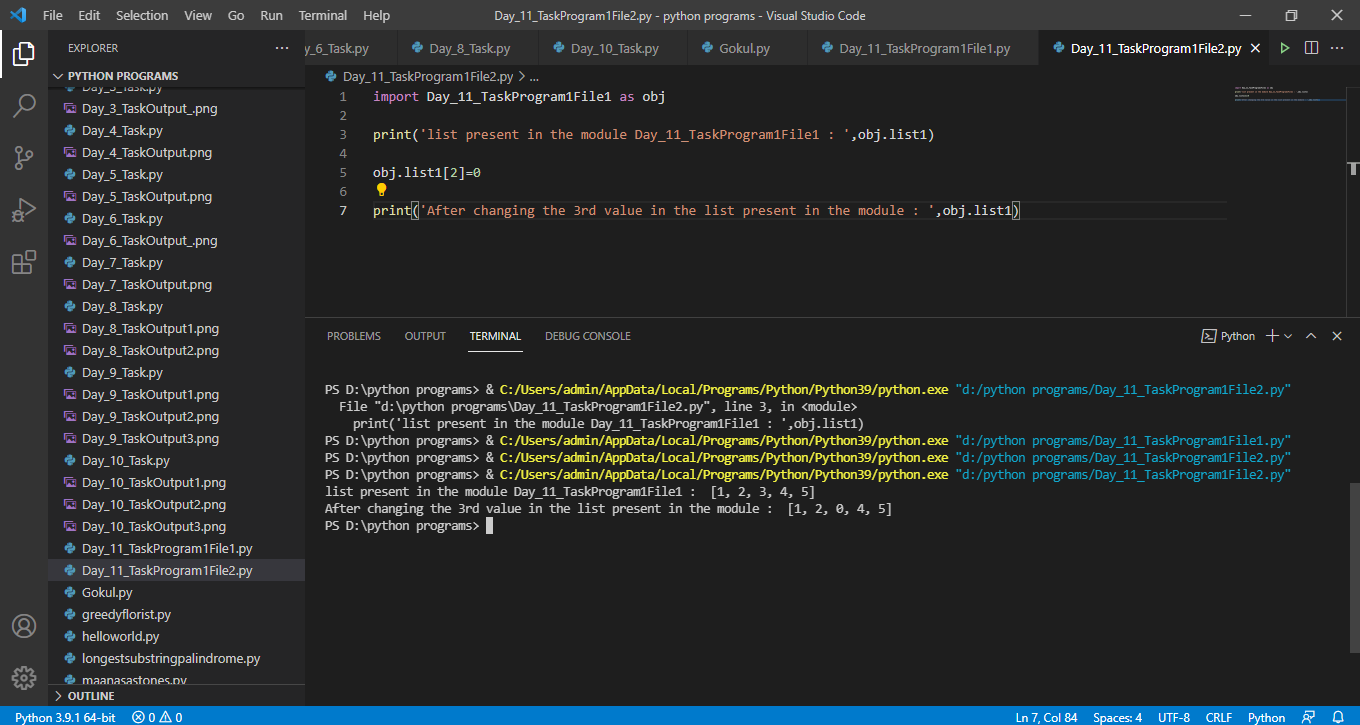 File Edit Selection View Go Run Terminal Help Day_11_TaskProgram1File2.py - python programs - Visual Studio Code
EXPLORER
PYTHON PROGRAMS
Day_3_Task.py
Day_3_TaskOutput_.png
Day_4_Task.py
Day_4_TaskOutput.png
Day_5_Task.py
Day_5_TaskOutput.png
Day_6_Task.py
Day_6_TaskOutput_.png
Day_7_Task.py
Day_7_TaskOutput.png
Day_8_Task.py
Day_8_TaskOutput1.png
Day_8_TaskOutput2.png
Day_9_Task.py
Day_9_TaskOutput1.png
Day_9_TaskOutput2.png
Day_9_TaskOutput3.png
Day_10_Task.py
Day_10_TaskOutput1.png
Day_10_TaskOutput2.png
Day_10_TaskOutput3.png
Day_11_TaskProgram1File1.py
Day_11_TaskProgram1File2.py
Gokul.py
greedyflorist.py
helloworld.py
longestsubstringpalindrome.py
maanasastones.py
OUTLINE
y_6_Task.py Day_8_Task.py Day_10_Task.py Gokul.py Day_11_TaskProgram1File1.py Day_11_TaskProgram1File2.py
Day_11_TaskProgram1File2.py > ...
1 import Day_11_TaskProgram1File1 as obj
2
3 print('list present in the module Day_11_TaskProgram1File1 : ',obj.list1)
4
5 obj.list1[2]=0
6
7 print('After changing the 3rd value in the list present in the module : ',obj.list1)
PROBLEMS OUTPUT TERMINAL DEBUG CONSOLE Python
PS D:\python programs> & C:/Users/admin/AppData/Local/Programs/Python/Python39/python.exe "d:/python programs/Day_11_TaskProgram1File2.py"
File "d:\python programs\Day_11_TaskProgram1File2.py", line 3, in <module>
print('list present in the module Day_11_TaskProgram1File1 : ',obj.list1)
PS D:\python programs> & C:/Users/admin/AppData/Local/Programs/Python/Python39/python.exe "d:/python programs/Day_11_TaskProgram1File1.py"
PS D:\python programs> & C:/Users/admin/AppData/Local/Programs/Python/Python39/python.exe "d:/python programs/Day_11_TaskProgram1File2.py"
PS D:\python programs> & C:/Users/admin/AppData/Local/Programs/Python/Python39/python.exe "d:/python programs/Day_11_TaskProgram1File2.py"
list present in the module Day_11_TaskProgram1File1 :  [1, 2, 3, 4, 5]
After changing the 3rd value in the list present in the module :  [1, 2, 0, 4, 5]
PS D:\python programs>
Python 3.9.1 64-bit 0 0 Ln 7, Col 84 Spaces: 4 UTF-8 CRLF Python